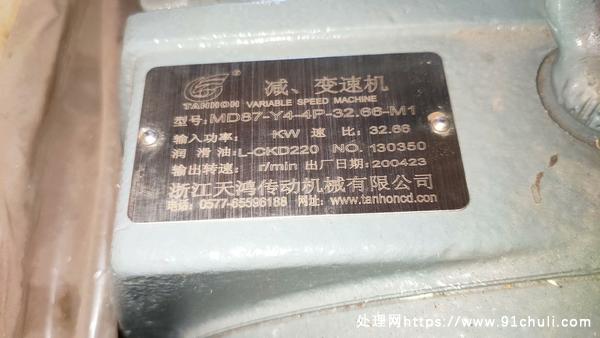 减、变速机
TANHON® VARIABLE SPEED MACHINE
型号:MD87-Y4-4P-32.66-M1
输入功率: KW 速 比:32.66
润 滑 油:L-CKD220 NO. 130350
输出转速: r/min 出厂日期:200423
浙江天鸿传动机械有限公司
电话:0577-65596188 网址:www.tanhoncd.com
处理网https://www.91chuli.com